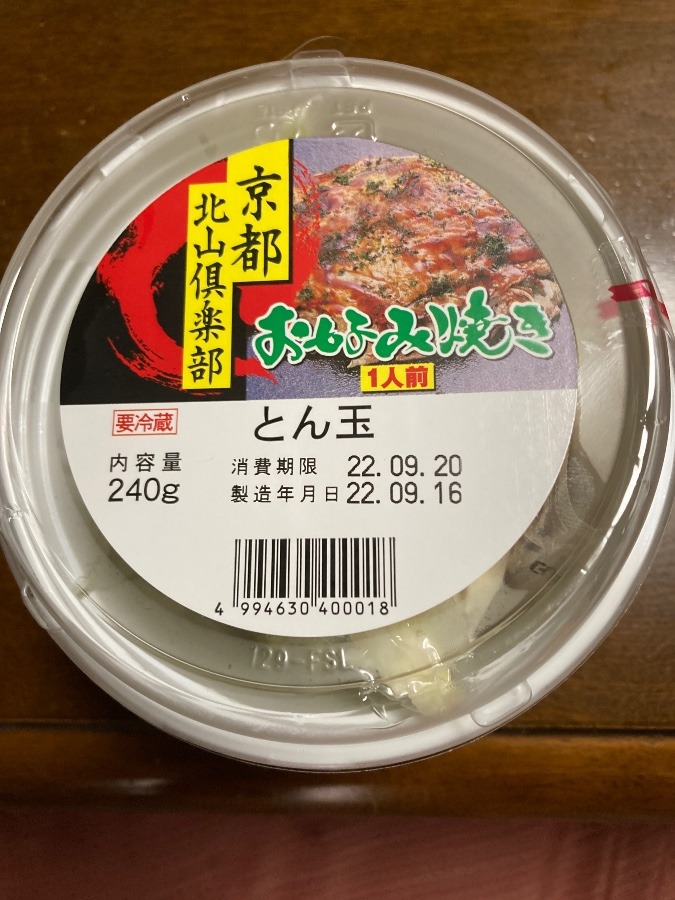 京都
北山倶楽部
お好み焼き
1人前
要冷蔵
とん玉
内容量
240g
消費期限 22.09.20
製造年月日 22.09.16
4 994630 400018
129-FSL